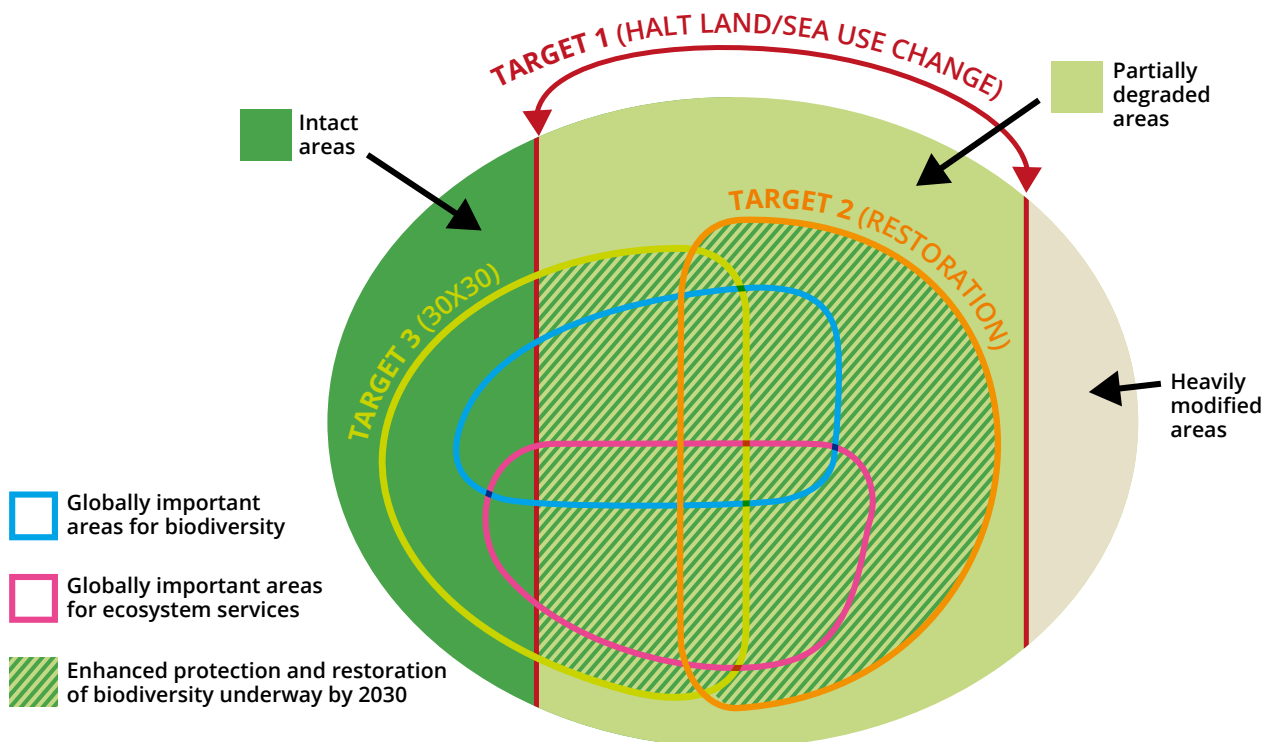 TARGET 1 (HALT LAND/SEA USE CHANGE)
Intact
areas
Partially
degraded
areas
TARGET 2 (RESTORATION)
TARGET 3 (30X30)
Heavily
modified
areas
Globally important
areas for biodiversity
Globally important areas
for ecosystem services
Enhanced protection and restoration
of biodiversity underway by 2030